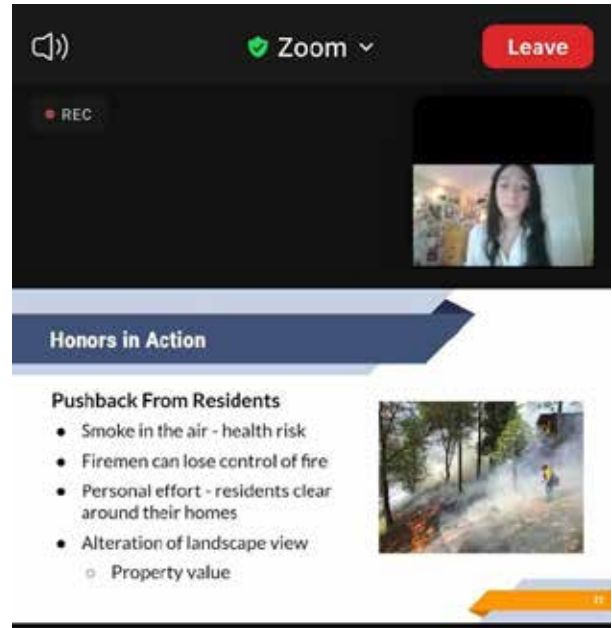 Zoom
Leave
REC
Honors in Action
Pushback From Residents
● Smoke in the air - health risk
● Firemen can lose control of fire
● Personal effort - residents clear
around their homes
● Alteration of landscape view
○ Property value